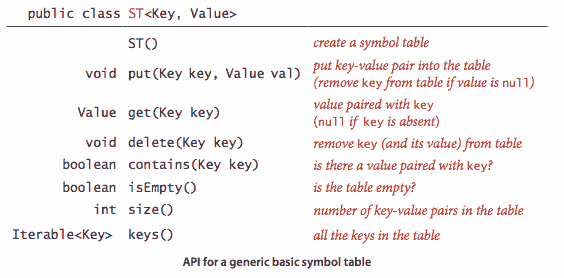 public class ST<Key, Value>
ST() create a symbol table
void put(Key key, Value val) put key-value pair into the table
(remove key from table if value is null)
Value get(Key key) value paired with key
(null if key is absent)
void delete(Key key) remove key (and its value) from table
boolean contains(Key key) is there a value paired with key?
boolean isEmpty() is the table empty?
int size() number of key-value pairs in the table
Iterable<Key> keys() all the keys in the table
API for a generic basic symbol table